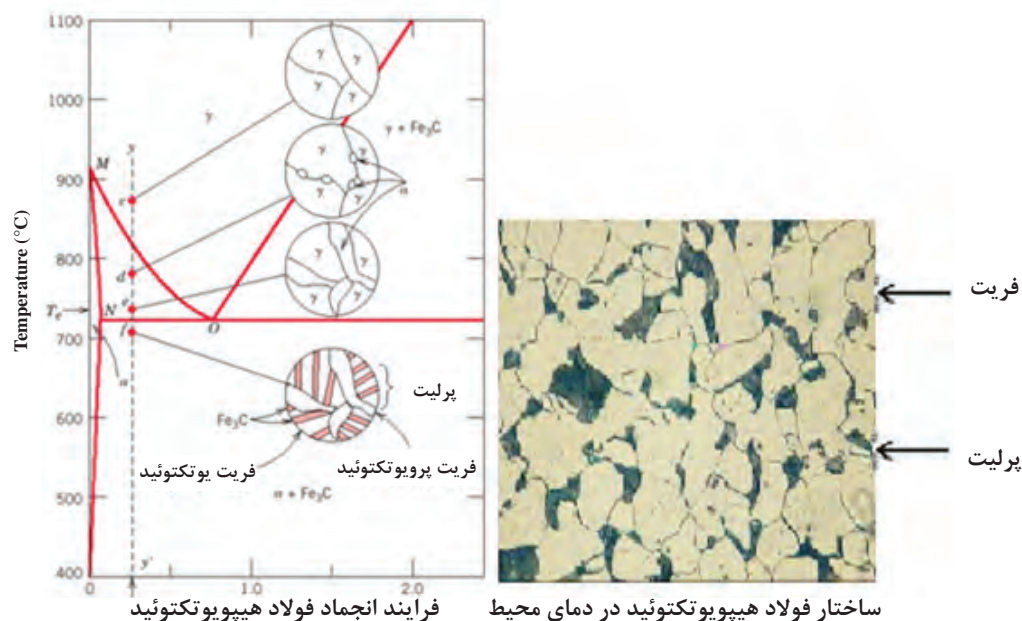 1100
1000
900
800
700
600
500
400
Temperature (°C)
T_e
M
N
O
y
c
d
e
f
γ
γ + Fe₃C
γ
γ
γ
γ
γ
γ
γ
γ
γ
α
γ
γ
γ
γ
α
پرلیت
Fe₃C
فریت یوتکتوئید
فریت پرویوتکتوئید
α + Fe₃C
y'
0
1.0
2.0
فرایند انجماد فولاد هیپویوتکتوئید
فریت
پرلیت
ساختار فولاد هیپویوتکتوئید در دمای محیط